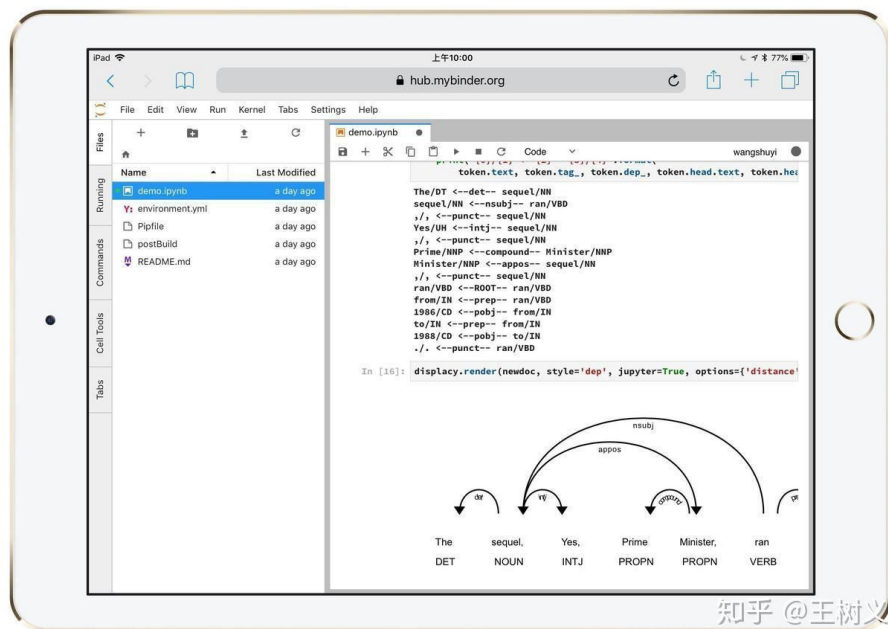 iPad 上午10:00 77%
hub.mybinder.org
File Edit View Run Kernel Tabs Settings Help
Files
Running
Commands
Cell Tools
Tabs
Name Last Modified
demo.ipynb a day ago
Y: environment.yml a day ago
Pipfile a day ago
postBuild a day ago
README.md a day ago
demo.ipynb
Code wangshuyi
token.text, token.tag_, token.dep_, token.head.text, token.hea
The/DT <--det-- sequel/NN
sequel/NN <--nsubj-- ran/VBD
,/, <--punct-- sequel/NN
Yes/UH <--intj-- sequel/NN
,/, <--punct-- sequel/NN
Prime/NNP <--compound-- Minister/NNP
Minister/NNP <--appos-- sequel/NN
,/, <--punct-- sequel/NN
ran/VBD <--ROOT-- ran/VBD
from/IN <--prep-- ran/VBD
1986/CD <--pobj-- from/IN
to/IN <--prep-- from/IN
1988/CD <--pobj-- to/IN
./. <--punct-- ran/VBD
In [16]: displacy.render(newdoc, style='dep', jupyter=True, options={'distance'
nsubj
appos
det intj compound
The sequel, Yes, Prime Minister, ran
DET NOUN INTJ PROPN PROPN VERB
知乎 @王树义